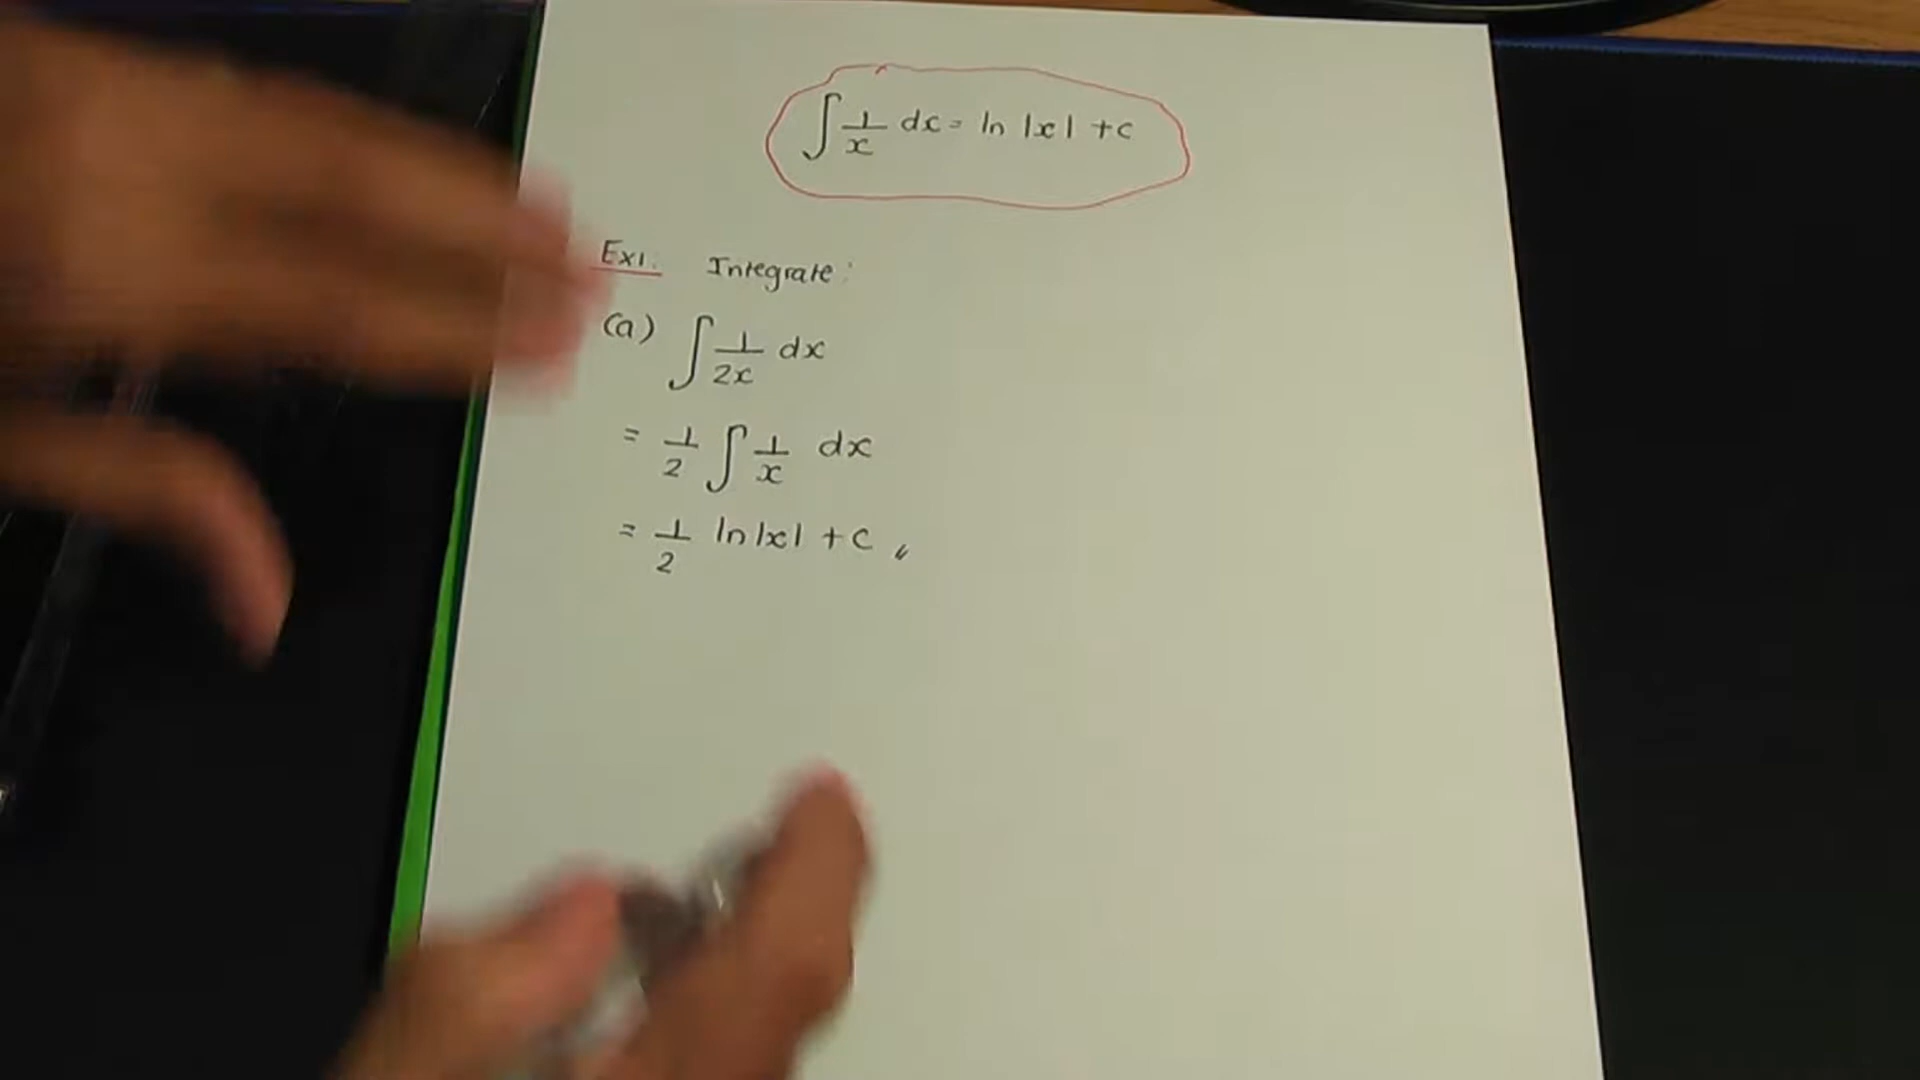 ∫ 1/x dx = ln |x| + c
Ex1. Integrate:
(a) ∫ 1/2x dx
= 1/2 ∫ 1/x dx
= 1/2 ln|x| + c //